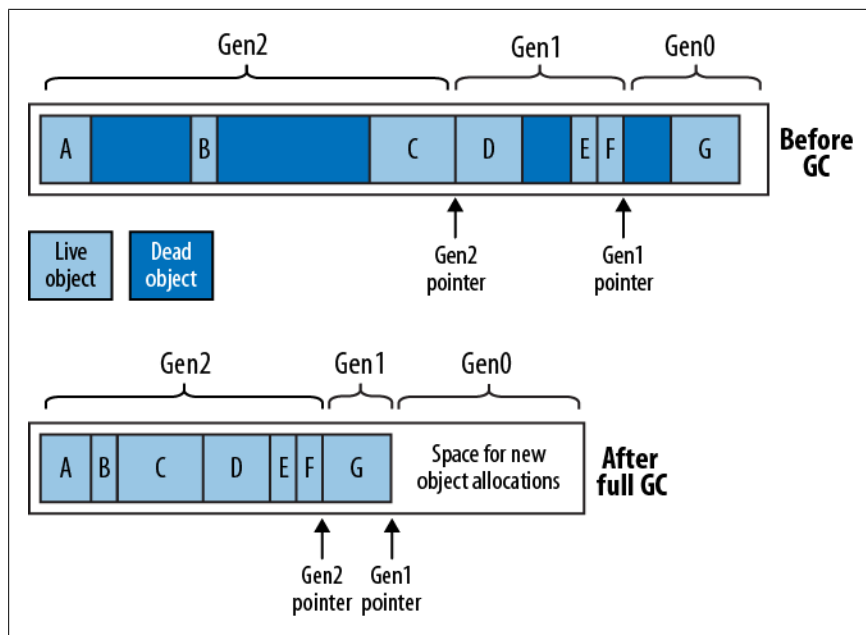 Gen2
Gen1
Gen0
A
B
C
D
E
F
G
Before
GC
Live
object
Dead
object
Gen2
pointer
Gen1
pointer
Gen2
Gen1
Gen0
A
B
C
D
E
F
G
Space for new
object allocations
After
full GC
Gen2
pointer
Gen1
pointer